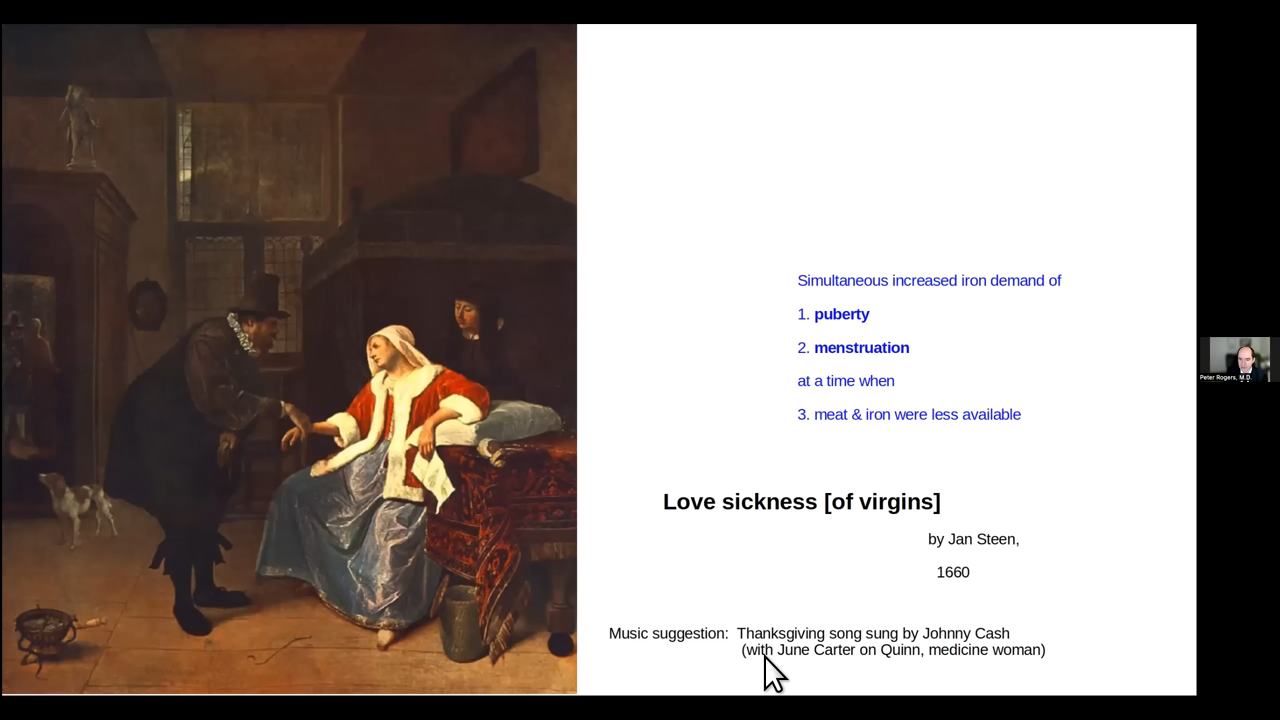 Simultaneous increased iron demand of
1. puberty
2. menstruation
at a time when
3. meat & iron were less available
Love sickness [of virgins]
by Jan Steen,
1660
Music suggestion: Thanksgiving song sung by Johnny Cash
(with June Carter on Quinn, medicine woman)
Peter Rogers, M.D.